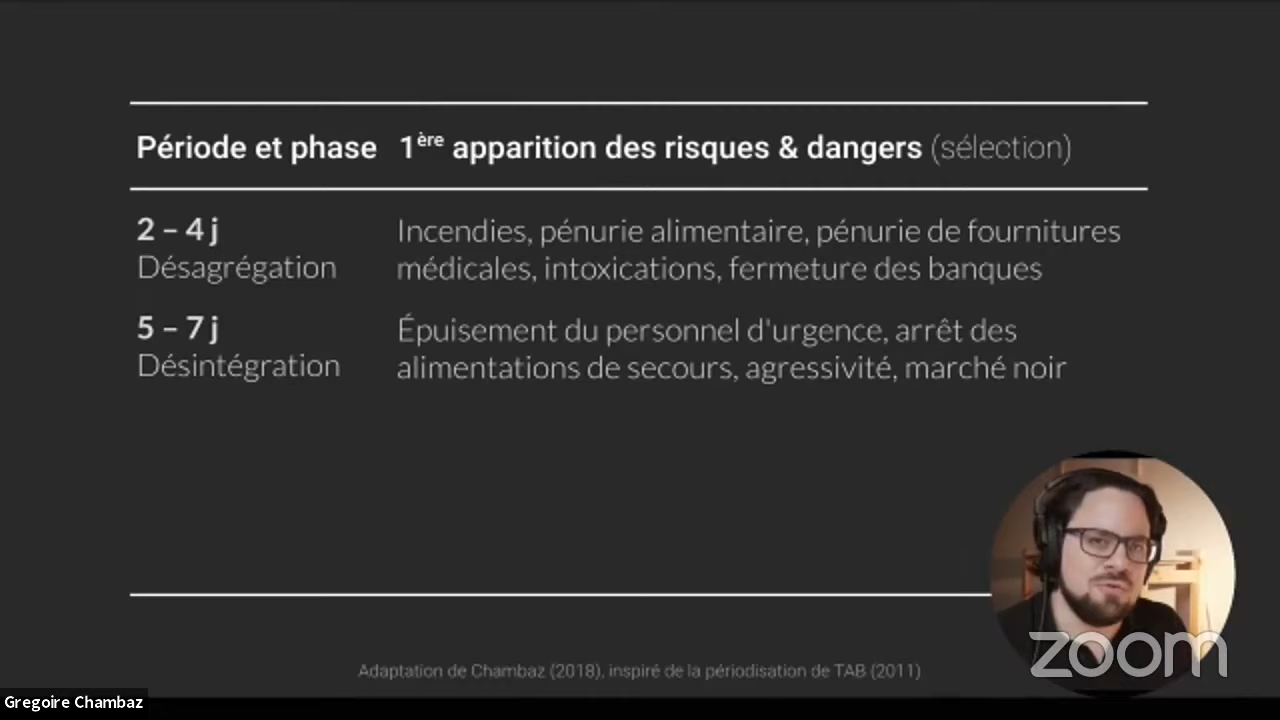 Période et phase 1ère apparition des risques & dangers (sélection)
2 – 4 j
Incendies, pénurie alimentaire, pénurie de fournitures
Désagrégation
médicales, intoxications, fermeture des banques
5 – 7 j
Épuisement du personnel d'urgence, arrêt des
Désintégration
alimentations de secours, agressivité, marché noir
Adaptation de Chambaz (2018), inspiré de la périodisation de TAB (2011)
zoom
Gregoire Chambaz